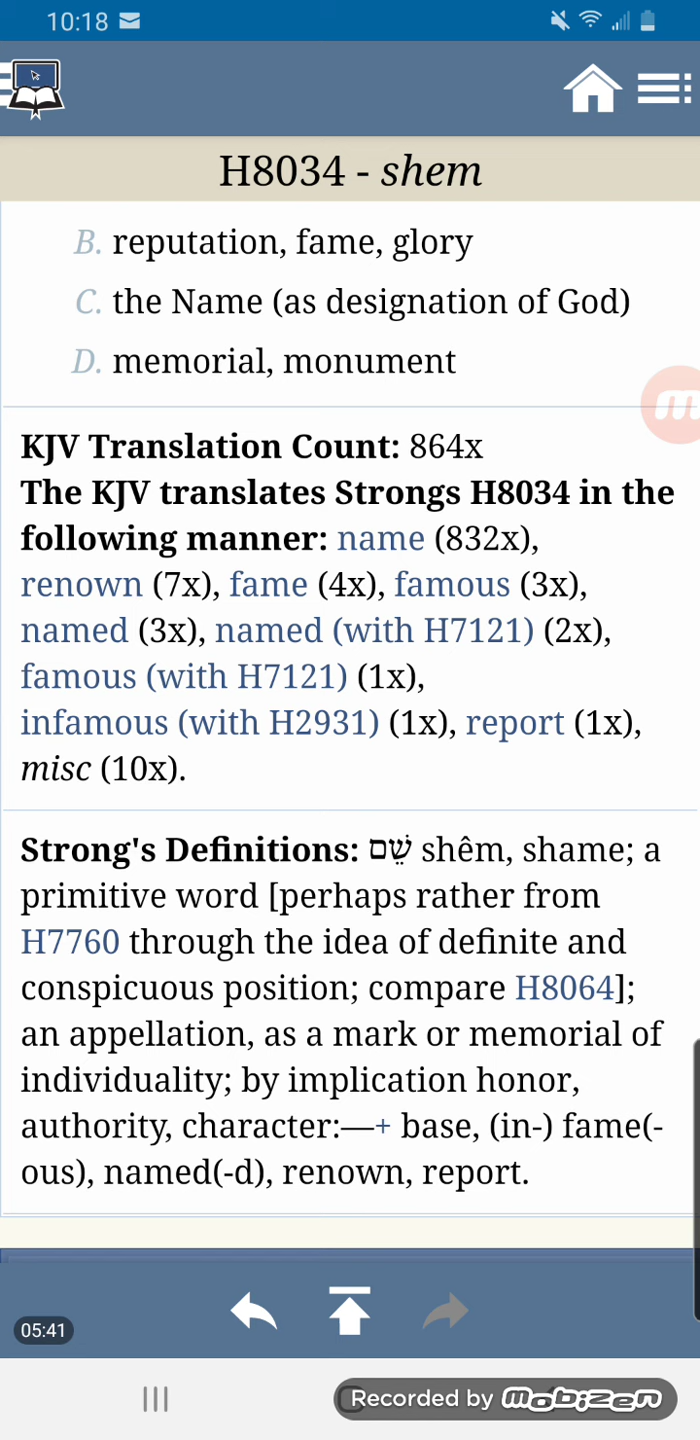 10:18
H8034 - shem
B. reputation, fame, glory
C. the Name (as designation of God)
D. memorial, monument
KJV Translation Count: 864x
The KJV translates Strongs H8034 in the
following manner: name (832x),
renown (7x), fame (4x), famous (3x),
named (3x), named (with H7121) (2x),
famous (with H7121) (1x),
infamous (with H2931) (1x), report (1x),
misc (10x).
Strong's Definitions: שֵׁם shêm, shame; a
primitive word [perhaps rather from
H7760 through the idea of definite and
conspicuous position; compare H8064];
an appellation, as a mark or memorial of
individuality; by implication honor,
authority, character:—+ base, (in-) fame(-
ous), named(-d), renown, report.
05:41
Recorded by mobizen